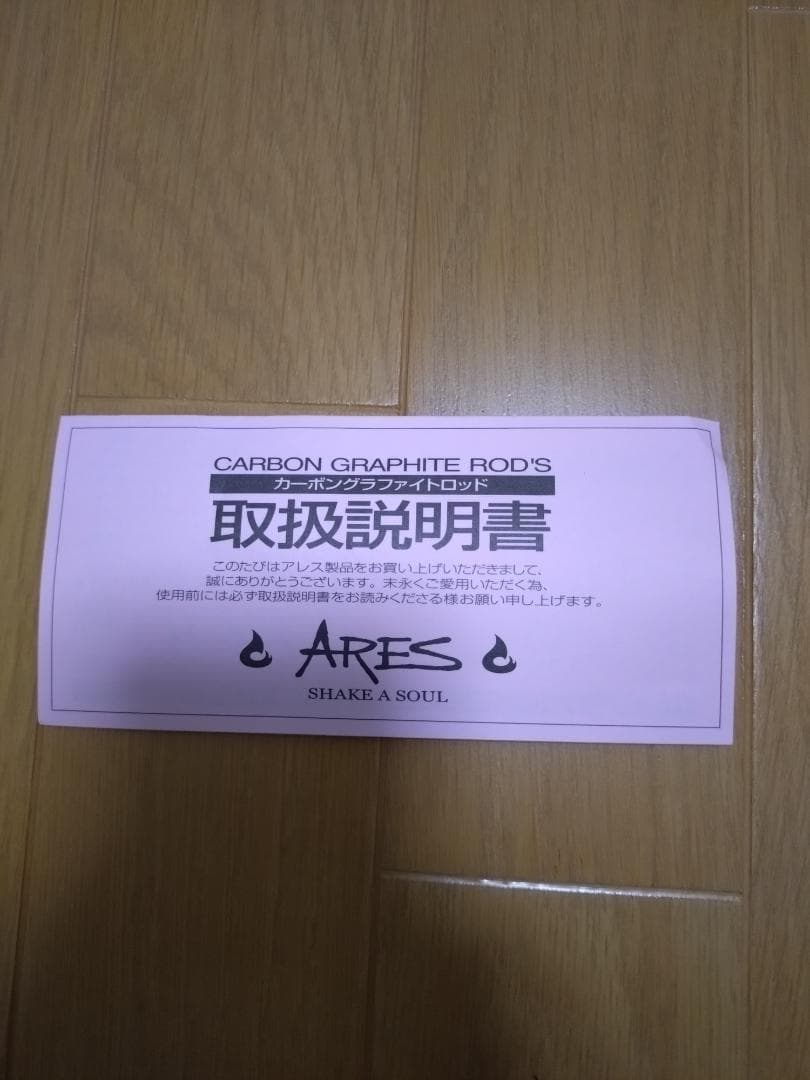 CARBON GRAPHITE ROD'S
カーボングラファイトロッド
取扱説明書
このたびはアレス製品をお買い上げいただきまして、
誠にありがとうございます。末永くご愛用いただく為、
使用前には必ず取扱説明書をお読みくださる様お願い申し上げます。
ARES
SHAKE A SOUL